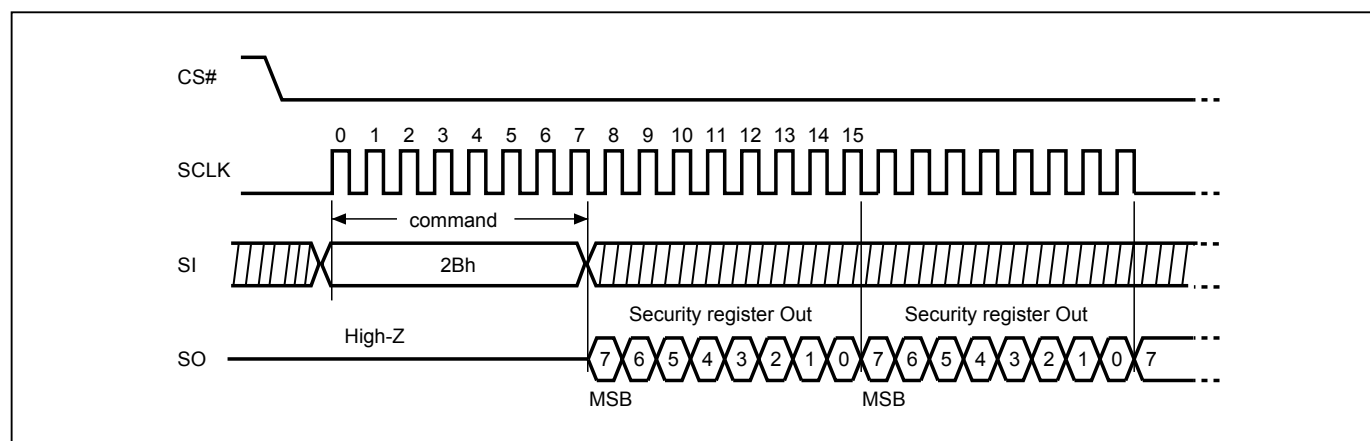 CS#
0 1 2 3 4 5 6 7 8 9 10 11 12 13 14 15
SCLK
command
SI
2Bh
Security register Out Security register Out
High-Z
SO
7 6 5 4 3 2 1 0 7 6 5 4 3 2 1 0 7
MSB MSB